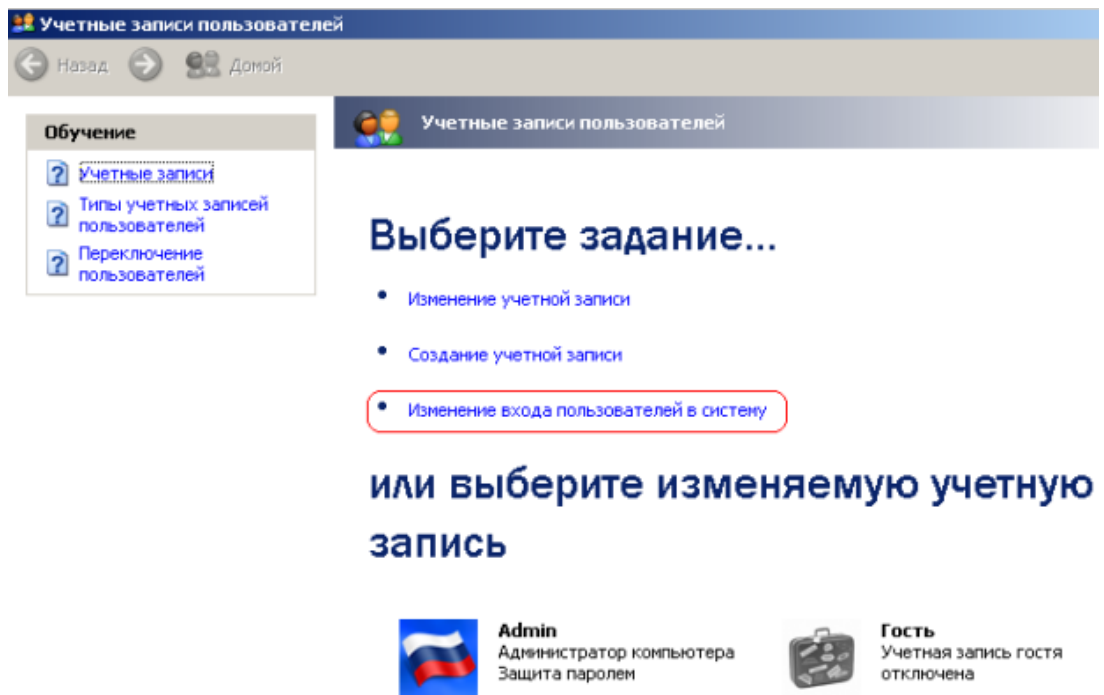 Учетные записи пользователей
Назад Домой
Обучение
Учетные записи
Типы учетных записей
пользователей
Переключение
пользователей
Учетные записи пользователей
Выберите задание...
Изменение учетной записи
Создание учетной записи
Изменение входа пользователей в систему
или выберите изменяемую учетную
запись
Admin
Администратор компьютера
Защита паролем
Гость
Учетная запись гостя
отключена